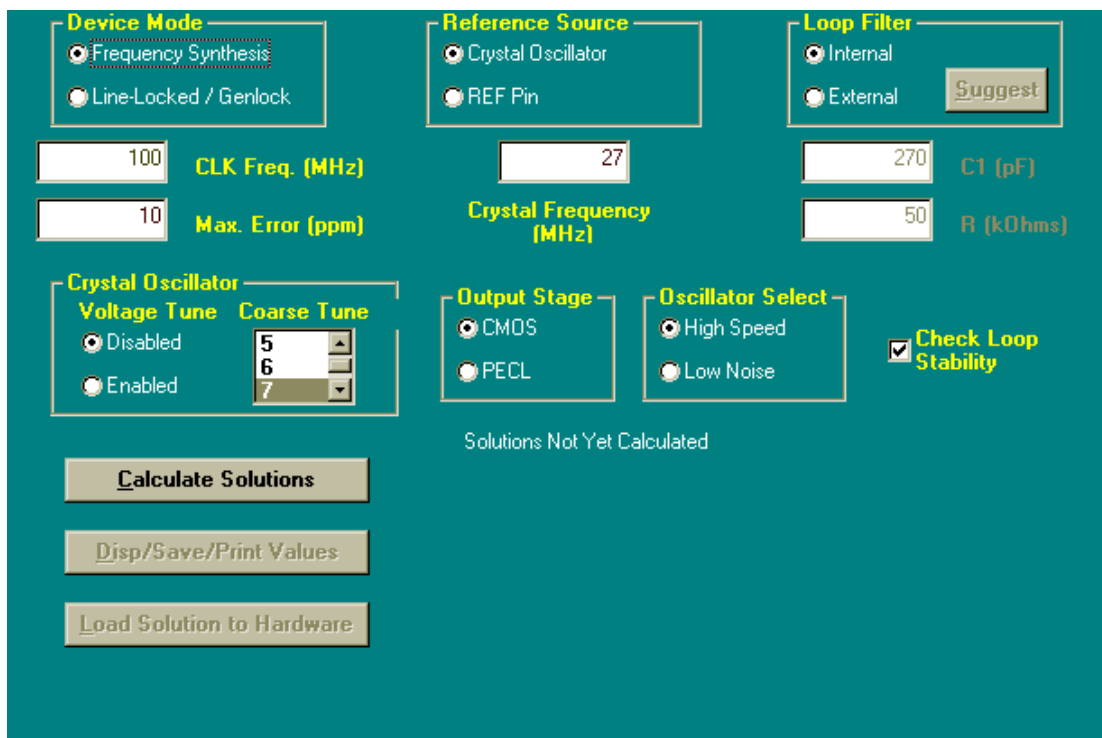 Device Mode
Frequency Synthesis
Line-Locked / Genlock
Reference Source
Crystal Oscillator
REF Pin
Loop Filter
Internal
External
Suggest
100
CLK Freq. (MHz)
10
Max. Error (ppm)
27
Crystal Frequency
(MHz)
270
C1 (pF)
50
R (kOhms)
Crystal Oscillator
Voltage Tune
Disabled
Enabled
Coarse Tune
5
6
7
Output Stage
CMOS
PECL
Oscillator Select
High Speed
Low Noise
Check Loop
Stability
Solutions Not Yet Calculated
Calculate Solutions
Disp/Save/Print Values
Load Solution to Hardware